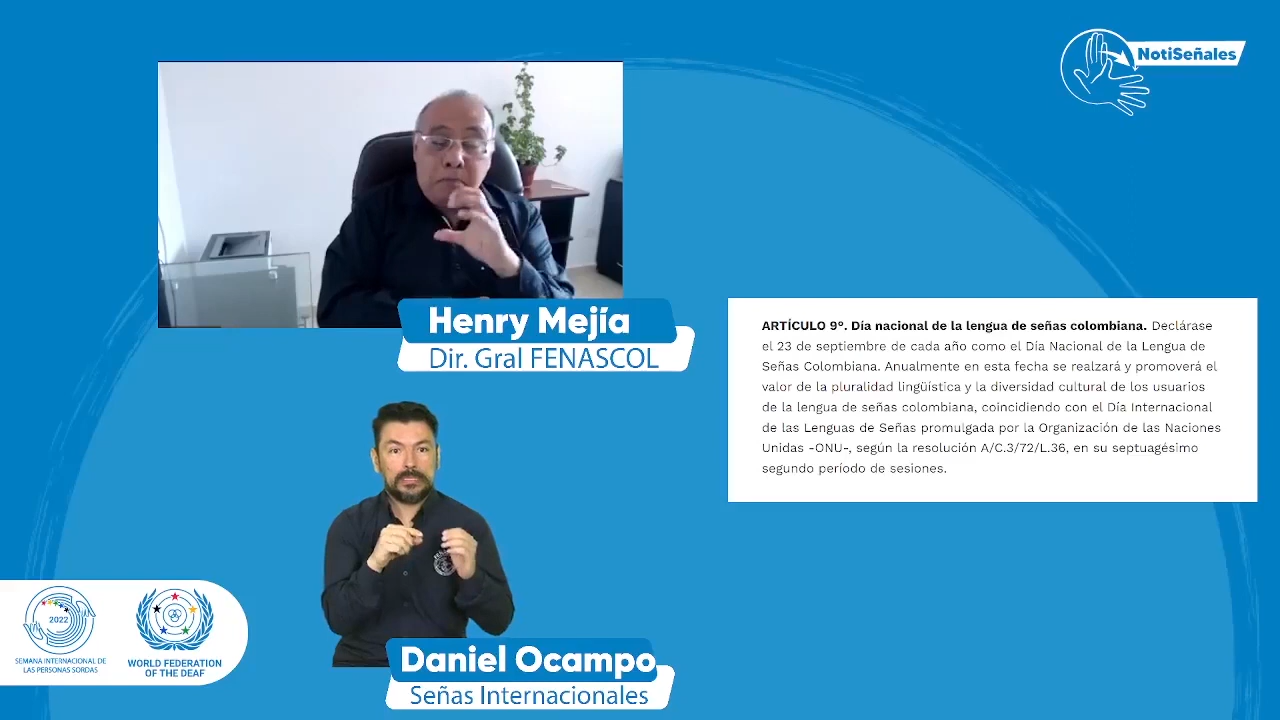 NotiSeñales
Henry Mejía
Dir. Gral FENASCOL
ARTÍCULO 9°. Día nacional de la lengua de señas colombiana. Declárase
el 23 de septiembre de cada año como el Día Nacional de la Lengua de
Señas Colombiana. Anualmente en esta fecha se realzará y promoverá el
valor de la pluralidad lingüística y la diversidad cultural de los usuarios
de la lengua de señas colombiana, coincidiendo con el Día Internacional
de las Lenguas de Señas promulgada por la Organización de las Naciones
Unidas -ONU-, según la resolución A/C.3/72/L.36, en su septuagésimo
segundo período de sesiones.
2022
SEMANA INTERNACIONAL DE
LAS PERSONAS SORDAS
WORLD FEDERATION
OF THE DEAF
Daniel Ocampo
Señas Internacionales